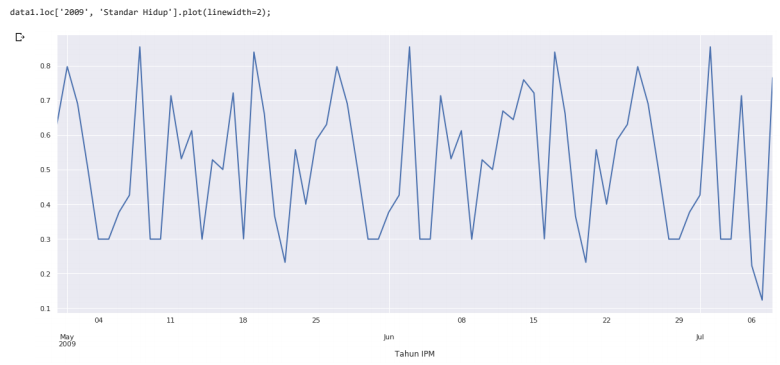 data1.loc['2009', 'Standar Hidup'].plot(linewidth=2);
0.8
0.7
0.6
0.5
0.4
0.3
0.2
0.1
04 11 18 25 08 15 22 29 06
May Jun Jul
2009
Tahun IPM